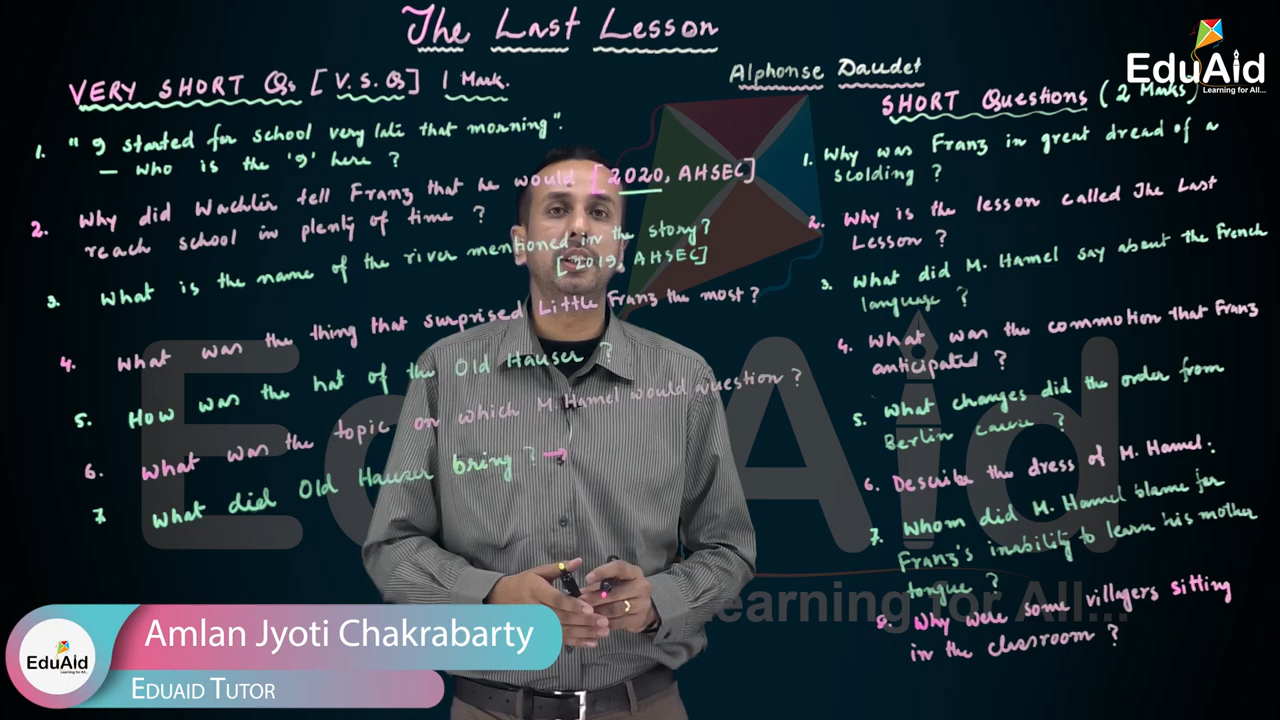 The Last Lesson
Alphonse Daudet
VERY SHORT Qs [V. S. Qs] 1 Mark.
1. "I started for school very late that morning".
— Who is the 'I' here ?
[2020, AHSEC]
2. Why did Wachter tell Franz that he would
reach school in plenty of time ?
3. What is the name of the river mentioned in the story?
[2019, AHSEC]
4. What was the thing that surprised Little Franz the most ?
5. How was the hat of the Old Hauser ?
6. What was the topic on which M. Hamel would question ?
7. What did Old Hauser bring ? →
SHORT Questions (2 Marks)
1. Why was Franz in great dread of a
scolding ?
2. Why is the lesson called The Last
Lesson ?
3. What did M. Hamel say about the French
language ?
4. What was the commotion that Franz
anticipated ?
5. What changes did the order from
Berlin cause ?
6. Describe the dress of M. Hamel.
7. Whom did M. Hamel blame for
Franz's inability to learn his mother
tongue ?
8. Why were some villagers sitting
in the classroom ?
EduAid
Learning for All...
EduAid
Learning for All...
EduAid
Learning for All...
Amlan Jyoti Chakrabarty
EDUAID TUTOR